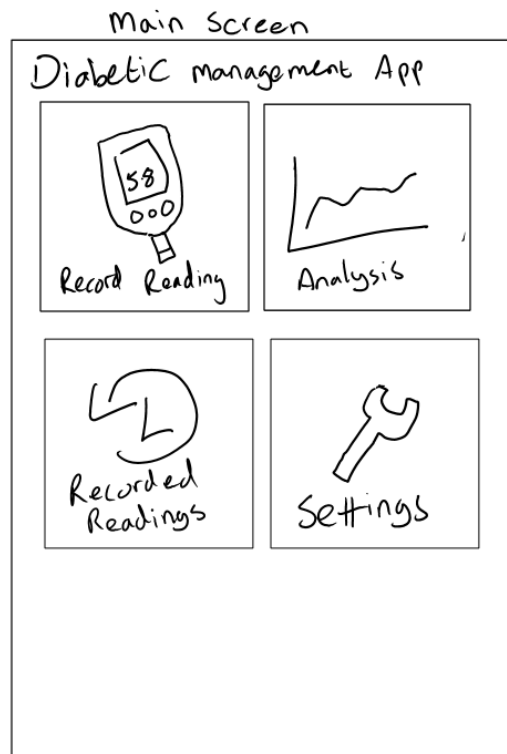 Main Screen
Diabetic management App
58
Record Reading
Analysis
Recorded
Readings
Settings